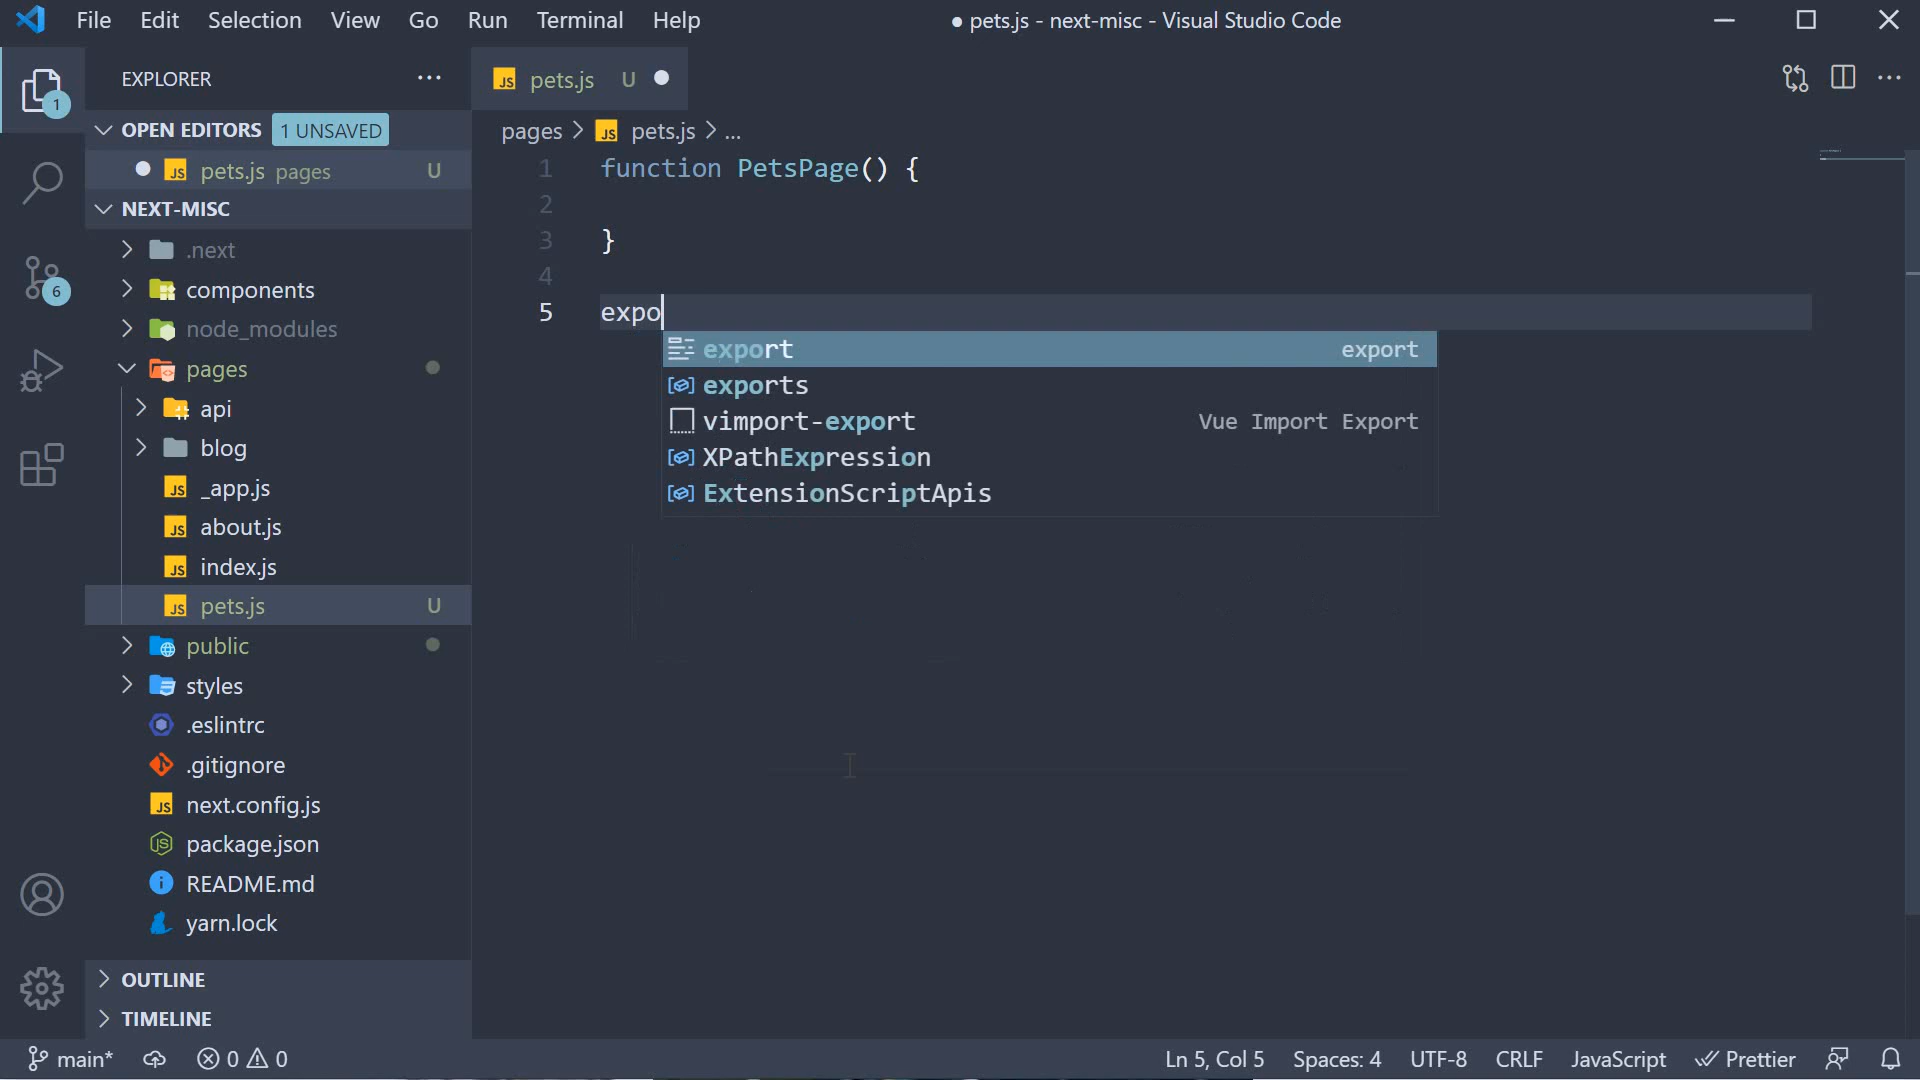 File Edit Selection View Go Run Terminal Help
● pets.js - next-misc - Visual Studio Code
1
6
EXPLORER
OPEN EDITORS 1 UNSAVED
pets.js pages U
NEXT-MISC
.next
components
node_modules
pages
api
blog
_app.js
about.js
index.js
pets.js U
public
styles
.eslintrc
.gitignore
next.config.js
package.json
README.md
yarn.lock
OUTLINE
TIMELINE
JS pets.js U
pages > JS pets.js > ...
1 function PetsPage() {
2
3 }
4
5 expo
export export
exports
vimport-export Vue Import Export
XPathExpression
ExtensionScriptApis
main* 0 0 Ln 5, Col 5 Spaces: 4 UTF-8 CRLF JavaScript Prettier